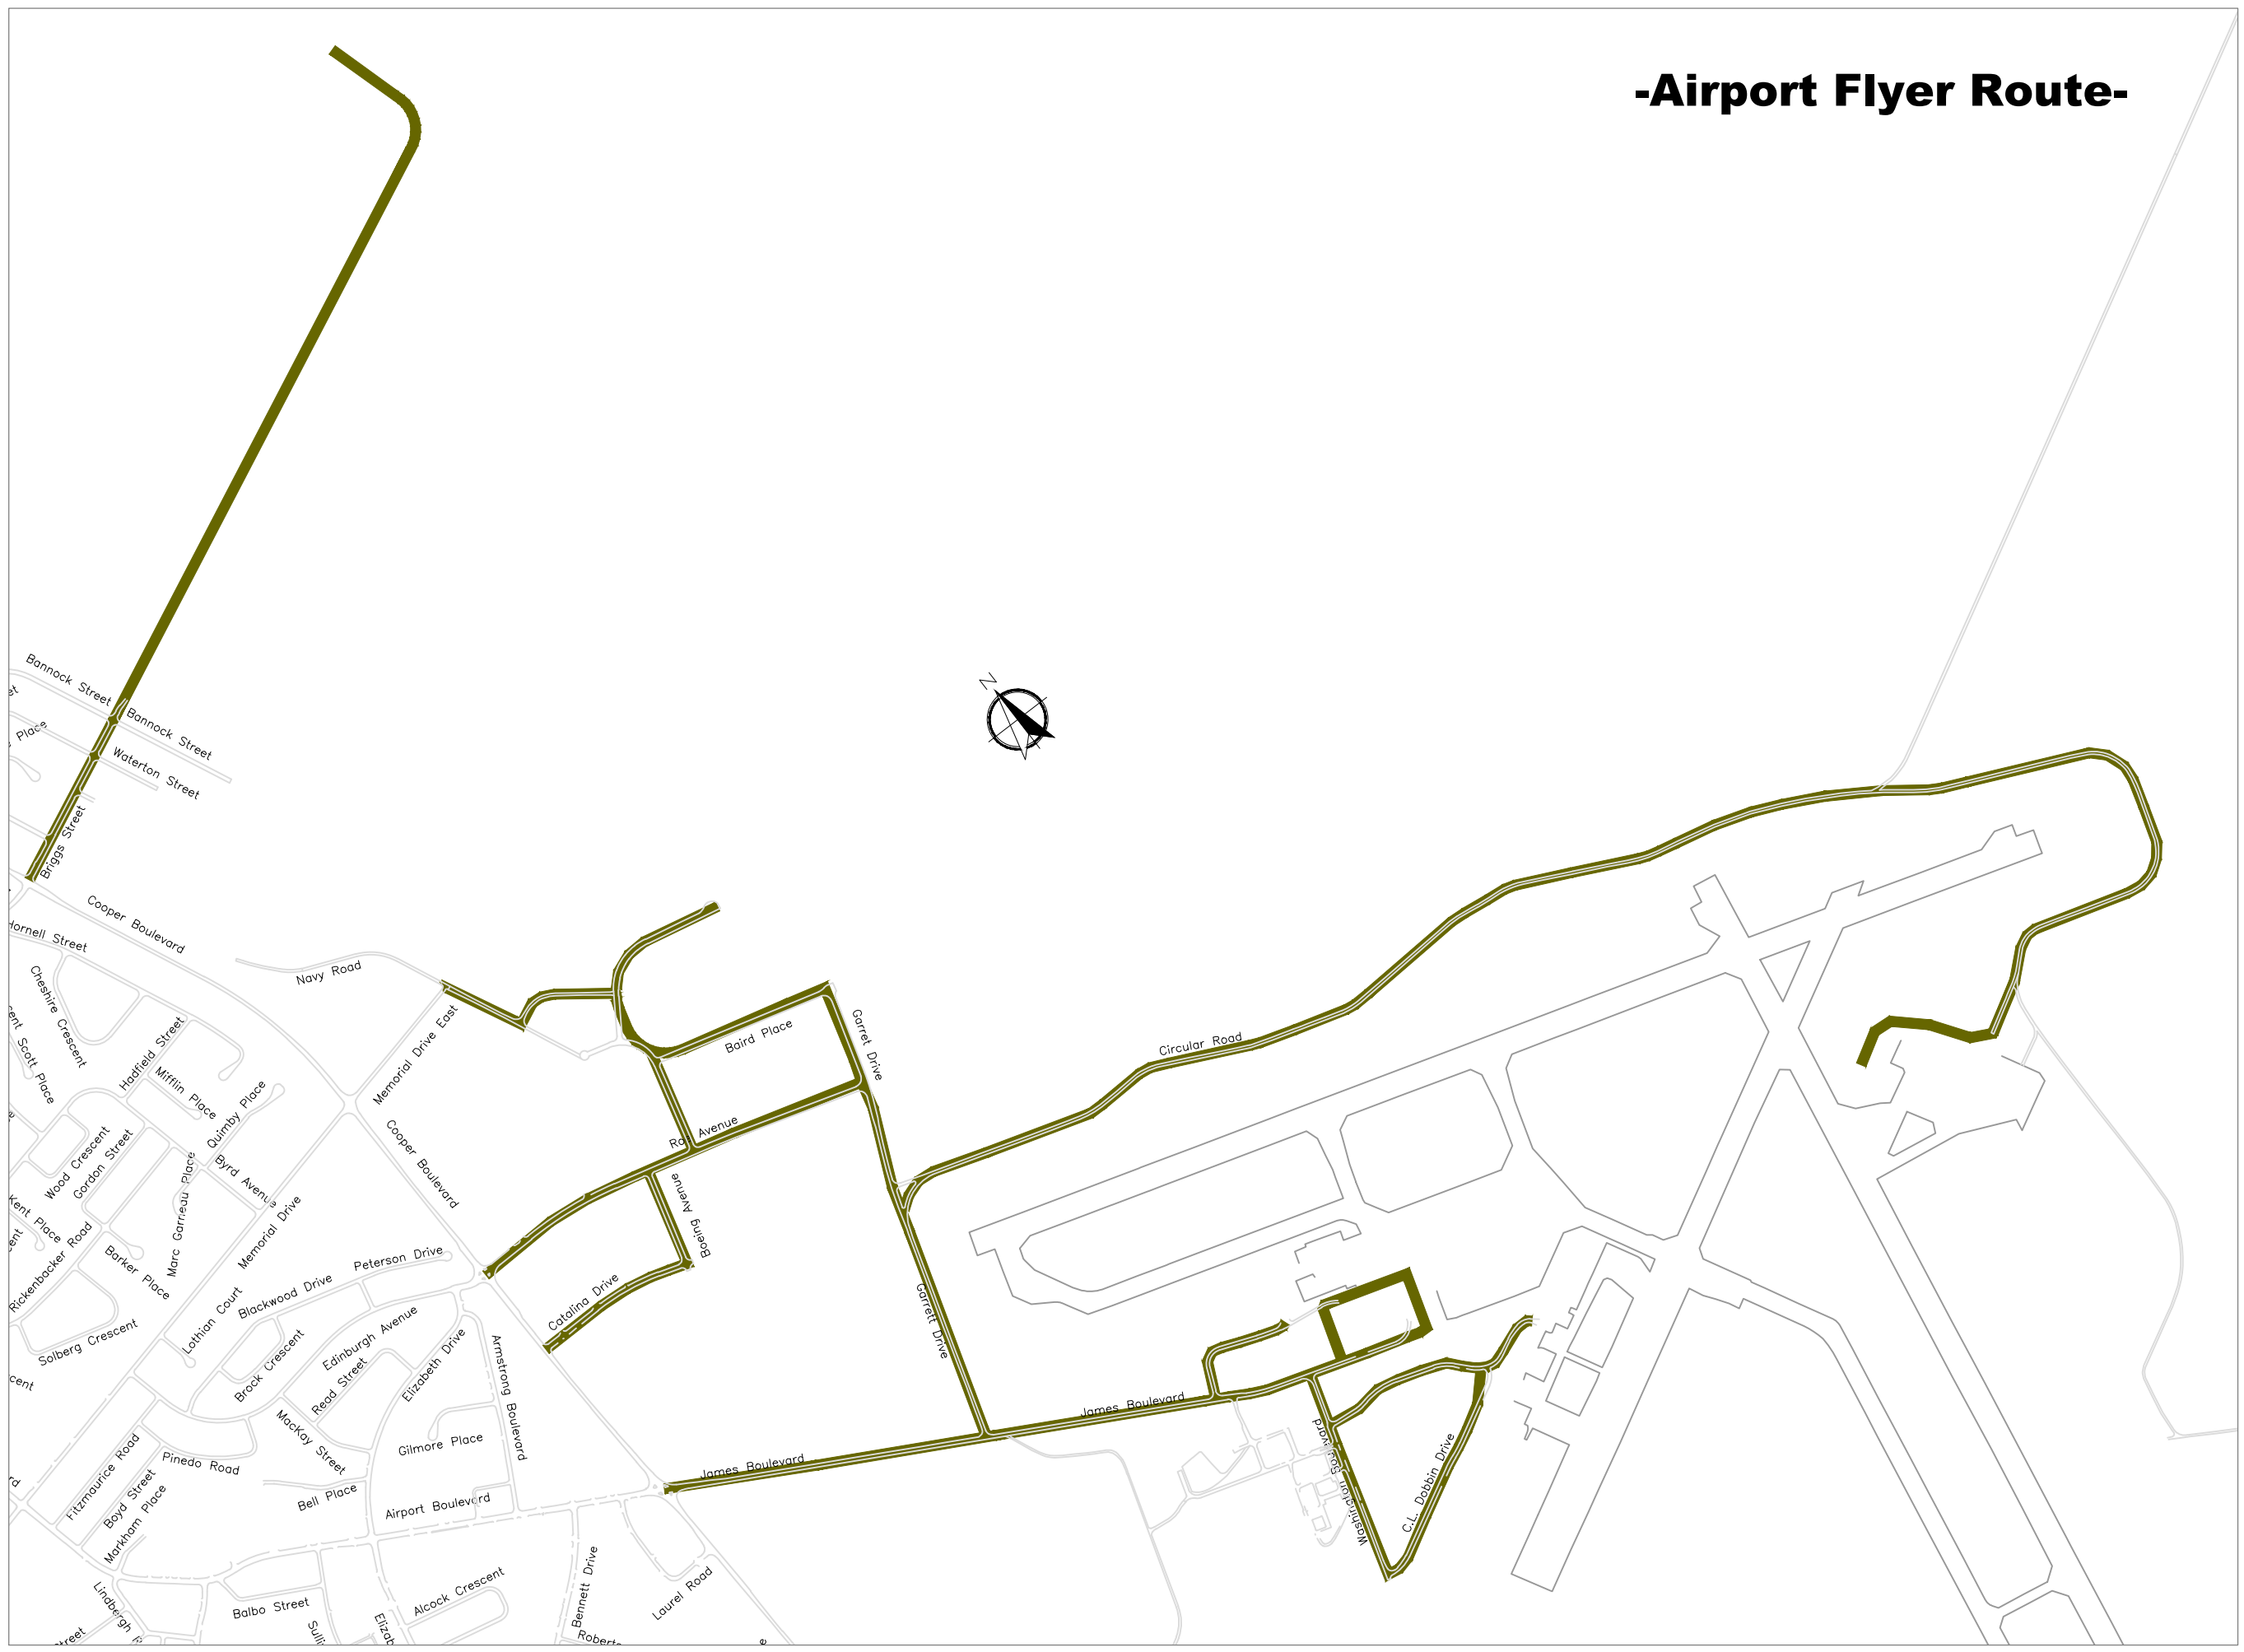 -Airport Flyer Route-
Bannock Street
Bannock Street
Waterton Street
Place
Briggs Street
Cooper Boulevard
Hornell Street
Navy Road
Cheshire Crescent
Scott Place
Hadfield Street
Mifflin Place
Quimby Place
Memorial Drive East
Wood Crescent
Gordon Street
Byrd Avenue
Cooper Boulevard
Kent Place
Rickenbacker Road
Marc Garneau Place
Memorial Drive
Barker Place
Solberg Crescent
Lothian Court
Blackwood Drive
Peterson Drive
Brock Crescent
Edinburgh Avenue
Read Street
Elizabeth Drive
Armstrong Boulevard
MacKay Street
Gilmore Place
Pinedo Road
Fitzmaurice Road
Boyd Street
Markham Place
Bell Place
Airport Boulevard
Lindbergh R
Balbo Street
Alcock Crescent
Bennett Drive
Laurel Road
N
Baird Place
Garret Drive
Roe Avenue
Boeing Avenue
Catalina Drive
Garrett Drive
Circular Road
James Boulevard
James Boulevard
Washington Boulevard
C.L. Dobbin Drive